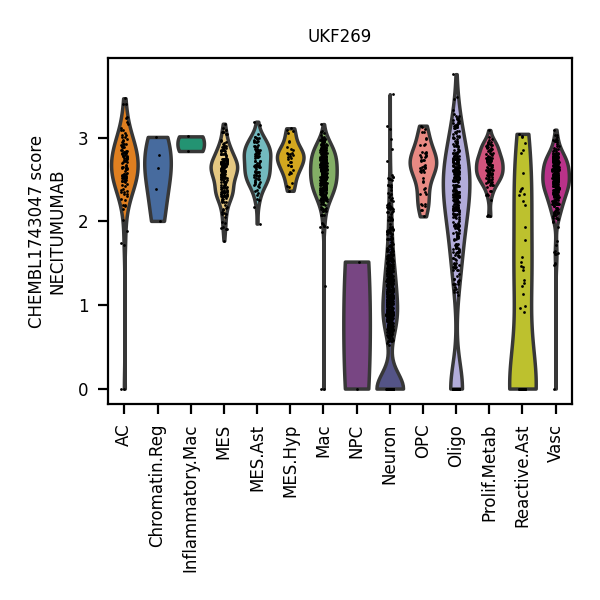 UKF269
CHEMBL1743047 score
NECITUMUMAB
3
2
1
0
AC
Chromatin.Reg
Inflammatory.Mac
MES
MES.Ast
MES.Hyp
Mac
NPC
Neuron
OPC
Oligo
Prolif.Metab
Reactive.Ast
Vasc